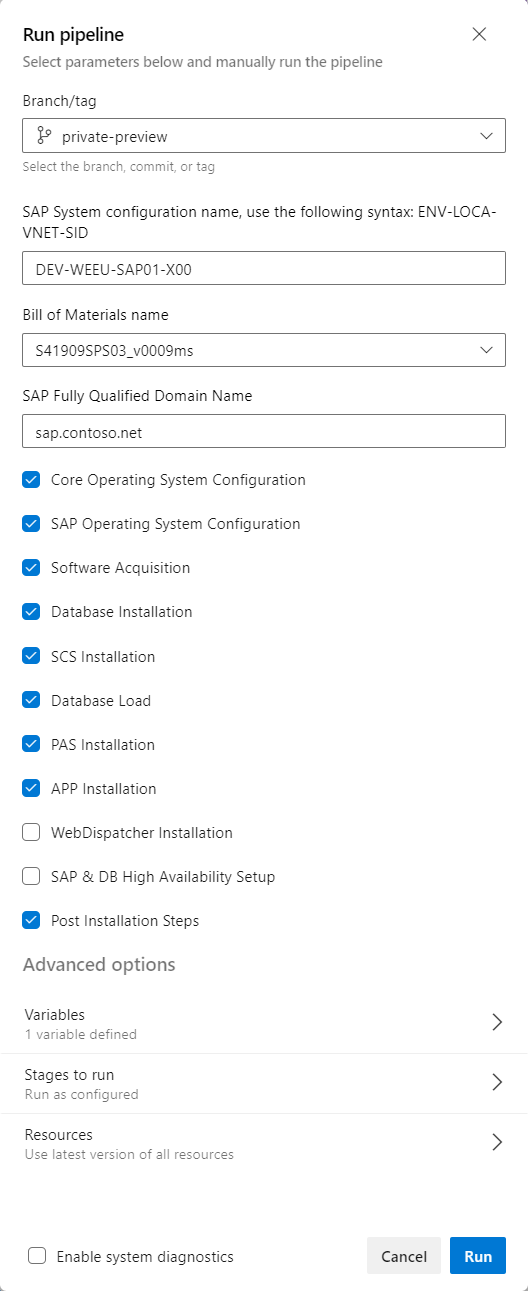 Run pipeline
Select parameters below and manually run the pipeline
Branch/tag
private-preview
Select the branch, commit, or tag
SAP System configuration name, use the following syntax: ENV-LOCA-
VNET-SID
DEV-WEEU-SAP01-X00
Bill of Materials name
S41909SPS03_v0009ms
SAP Fully Qualified Domain Name
sap.contoso.net
Core Operating System Configuration
SAP Operating System Configuration
Software Acquisition
Database Installation
SCS Installation
Database Load
PAS Installation
APP Installation
WebDispatcher Installation
SAP & DB High Availability Setup
Post Installation Steps
Advanced options
Variables
1 variable defined
Stages to run
Run as configured
Resources
Use latest version of all resources
Enable system diagnostics
Cancel
Run